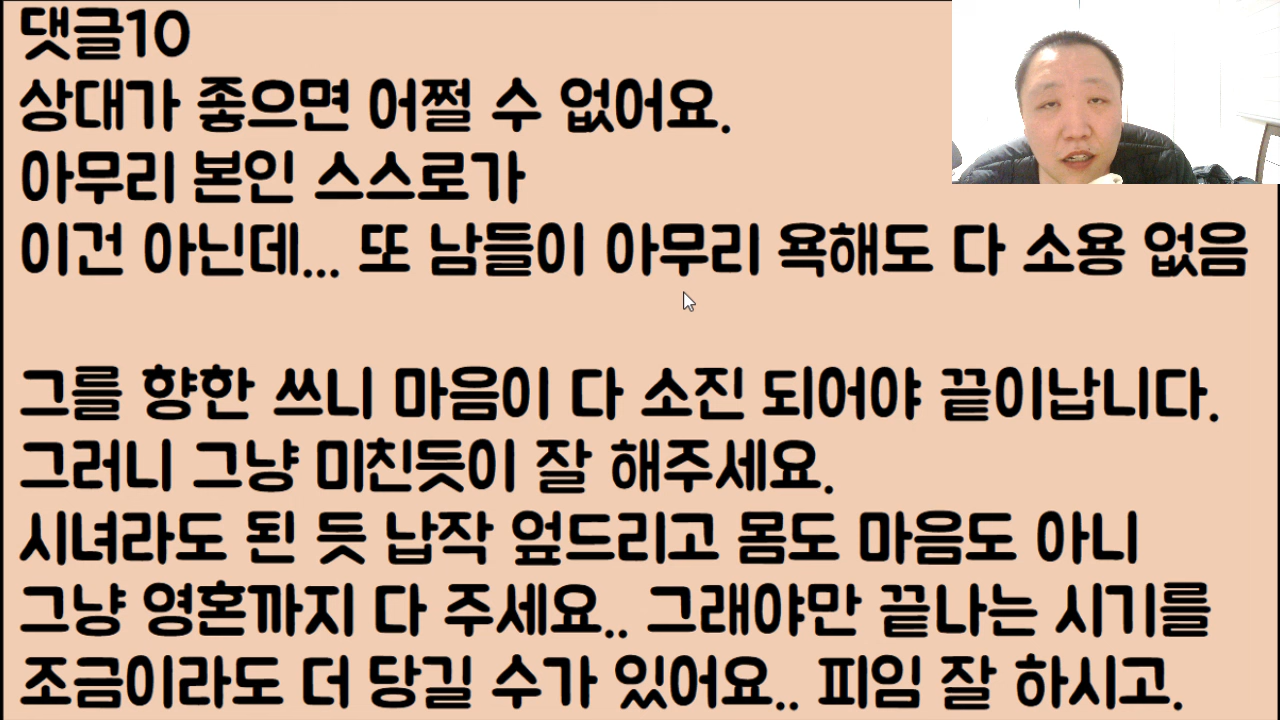 댓글10
상대가 좋으면 어쩔 수 없어요.
아무리 본인 스스로가
이건 아닌데... 또 남들이 아무리 욕해도 다 소용 없음
그를 향한 쓰니 마음이 다 소진 되어야 끝이납니다.
그러니 그냥 미친듯이 잘 해주세요.
시녀라도 된 듯 납작 엎드리고 몸도 마음도 아니
그냥 영혼까지 다 주세요.. 그래야만 끝나는 시기를
조금이라도 더 당길 수가 있어요.. 피임 잘 하시고.